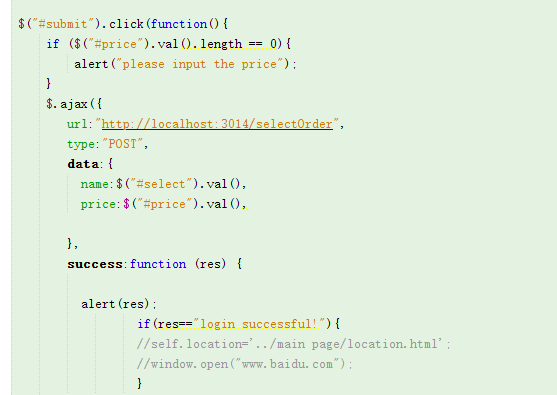 $("#submit").click(function(){
if ($("#price").val().length == 0){
alert("please input the price");
}
$.ajax({
url:"http://localhost:3014/selectOrder",
type:"POST",
data:{
name:$("#select").val(),
price:$("#price").val(),
},
success:function (res) {
alert(res);
if(res=="login successful!"){
//self.location='../main page/location.html';
//window.open("www.baidu.com");
}